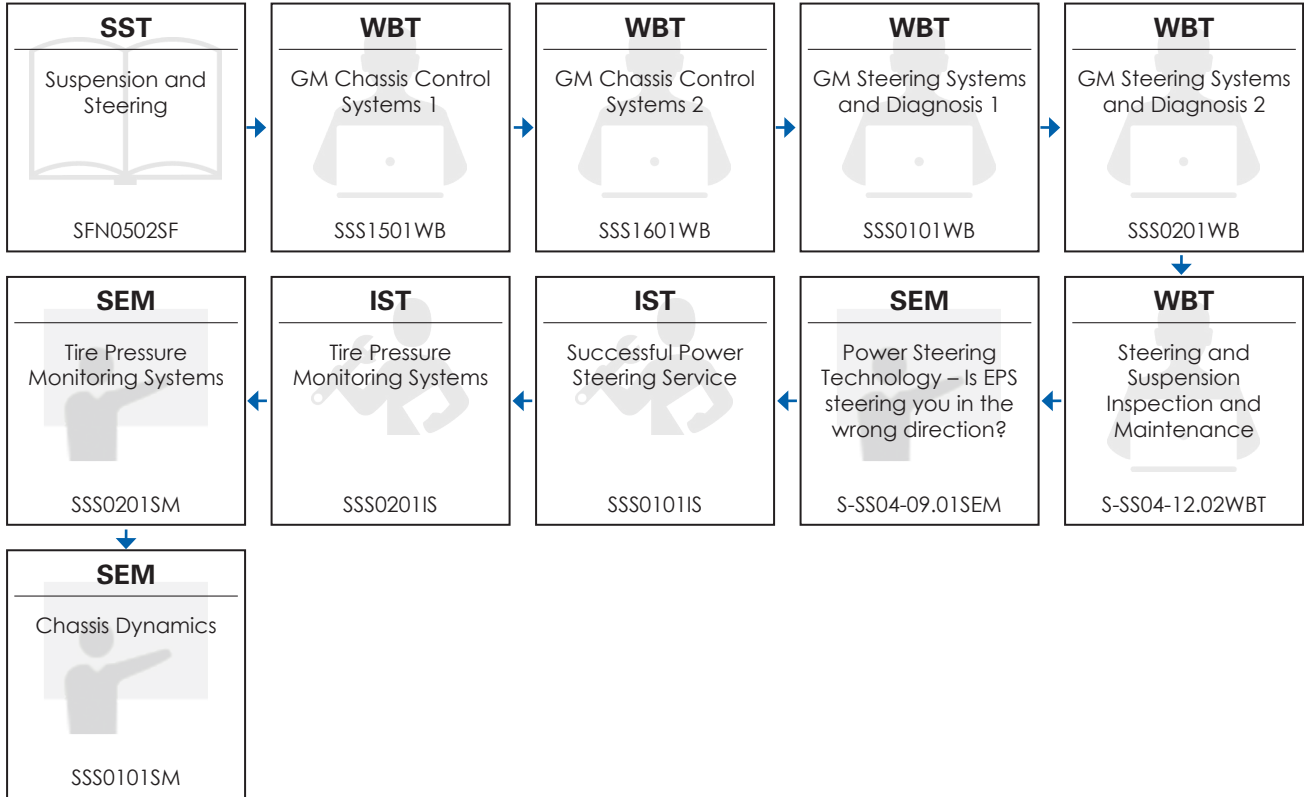 SST
Suspension and
Steering
SFN0502SF
WBT
GM Chassis Control
Systems 1
SSS1501WB
WBT
GM Chassis Control
Systems 2
SSS1601WB
WBT
GM Steering Systems
and Diagnosis 1
SSS0101WB
WBT
GM Steering Systems
and Diagnosis 2
SSS0201WB
WBT
Steering and
Suspension
Inspection and
Maintenance
S-SS04-12.02WBT
SEM
Power Steering
Technology – Is EPS
steering you in the
wrong direction?
S-SS04-09.01SEM
IST
Successful Power
Steering Service
SSS0101IS
IST
Tire Pressure
Monitoring Systems
SSS0201IS
SEM
Tire Pressure
Monitoring Systems
SSS0201SM
SEM
Chassis Dynamics
SSS0101SM